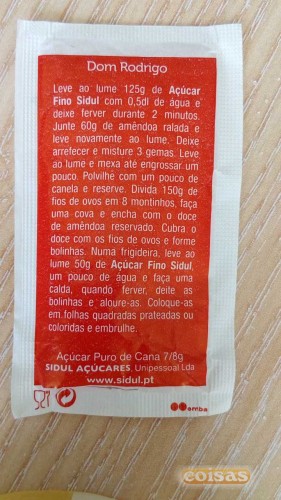 Dom Rodrigo
Leve ao lume 125g de Açúcar
Fino Sidul com 0,5dl de água e
deixe ferver durante 2 minutos.
Junte 60g de amêndoa ralada e
leve novamente ao lume. Deixe
arrefecer e misture 3 gemas. Leve
ao lume e mexa até engrossar um
pouco. Polvilhe com um pouco de
canela e reserve. Divida 150g de
fios de ovos em 8 montinhos, faça
uma cova e encha com o doce
de amêndoa reservado. Cubra o
doce com os fios de ovos e forme
bolinhas. Numa frigideira, leve ao
lume 50g de Açúcar Fino Sidul,
um pouco de água e faça uma
calda, quando ferver, deite as
bolinhas e aloure-as. Coloque-as
em folhas quadradas prateadas ou
coloridas e embrulhe.
Açúcar Puro de Cana 7/8g
SIDUL AÇÚCARES, Unipessoal Lda
www.sidul.pt
emba
coisas